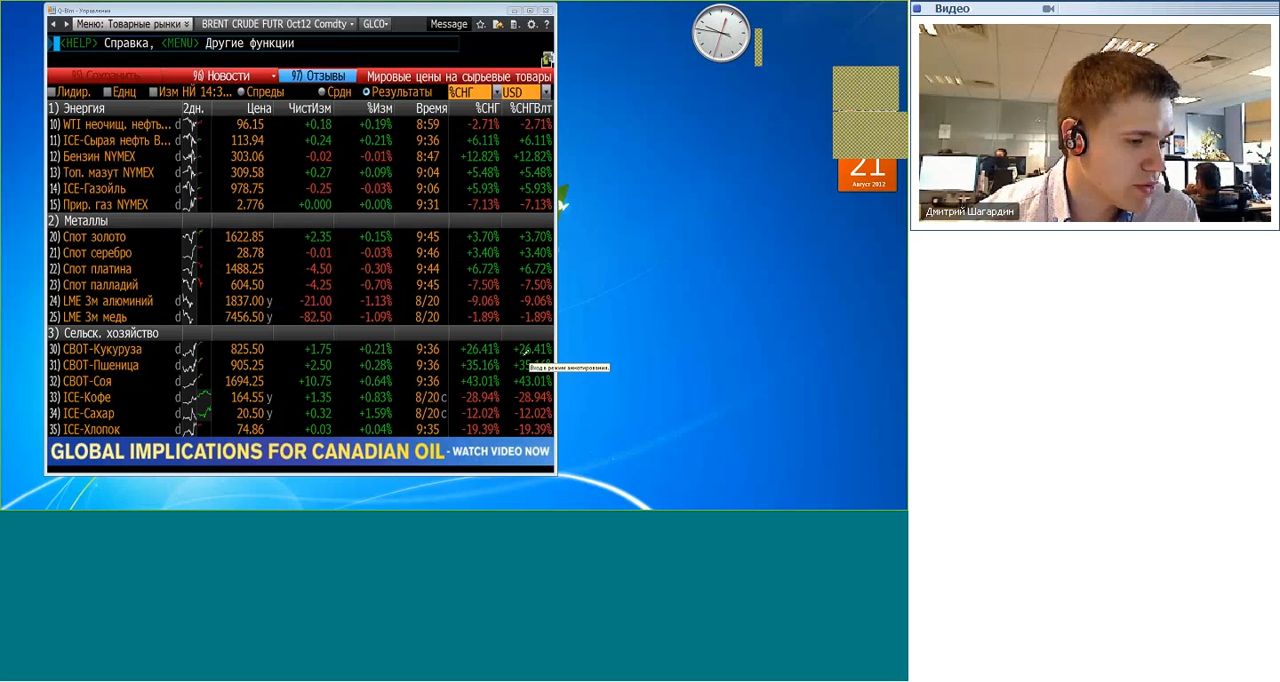 Q-Blm - Управление
Меню: Товарные рынки BRENT CRUDE FUTR Oct12 Comdty GLCO Message
<HELP> Справка, <MENU> Другие функции
96) Новости 97) Отзывы Мировые цены на сырьевые товары
Лидир. Еднц Изм НЙ 14:3... Спреды Срдн Результаты %СНГ USD
1) Энергия 2дн. Цена ЧистИзм %Изм Время %СНГ %СНГВлт
10) WTI неочищ. нефть... d 96.15 +0.18 +0.19% 8:59 -2.71% -2.71%
11) ICE-Сырая нефть В... d 113.94 +0.24 +0.21% 9:36 +6.11% +6.11%
12) Бензин NYMEX d 303.06 -0.02 -0.01% 8:47 +12.82% +12.82%
13) Топ. мазут NYMEX d 309.58 +0.27 +0.09% 9:04 +5.48% +5.48%
14) ICE-Газойль d 978.75 -0.25 -0.03% 9:06 +5.93% +5.93%
15) Прир. газ NYMEX d 2.776 +0.000 +0.00% 9:31 -7.13% -7.13%
2) Металлы
20) Спот золото 1622.85 +2.35 +0.15% 9:45 +3.70% +3.70%
21) Спот серебро 28.78 -0.01 -0.03% 9:46 +3.40% +3.40%
22) Спот платина 1488.25 -4.50 -0.30% 9:44 +6.72% +6.72%
23) Спот палладий 604.50 -4.25 -0.70% 9:45 -7.50% -7.50%
24) LME 3м алюминий d 1837.00 y -21.00 -1.13% 8/20 -9.06% -9.06%
25) LME 3м медь d 7456.50 y -82.50 -1.09% 8/20 -1.89% -1.89%
3) Сельск. хозяйство
30) CBOT-Кукуруза d 825.50 +1.75 +0.21% 9:36 +26.41% +26.41%
31) CBOT-Пшеница d 905.25 +2.50 +0.28% 9:36 +35.16%
32) CBOT-Соя d 1694.25 +10.75 +0.64% 9:36 +43.01% +43.01%
33) ICE-Кофе d 164.55 y +1.35 +0.83% 8/20 c -28.94% -28.94%
34) ICE-Сахар d 20.50 y +0.32 +1.59% 8/20 c -12.02% -12.02%
35) ICE-Хлопок d 74.86 +0.03 +0.04% 9:35 -19.39% -19.39%
Вход в режим аннотирования.
GLOBAL IMPLICATIONS FOR CANADIAN OIL - WATCH VIDEO NOW
21
Август 2012
Видео
Дмитрий Шагардин